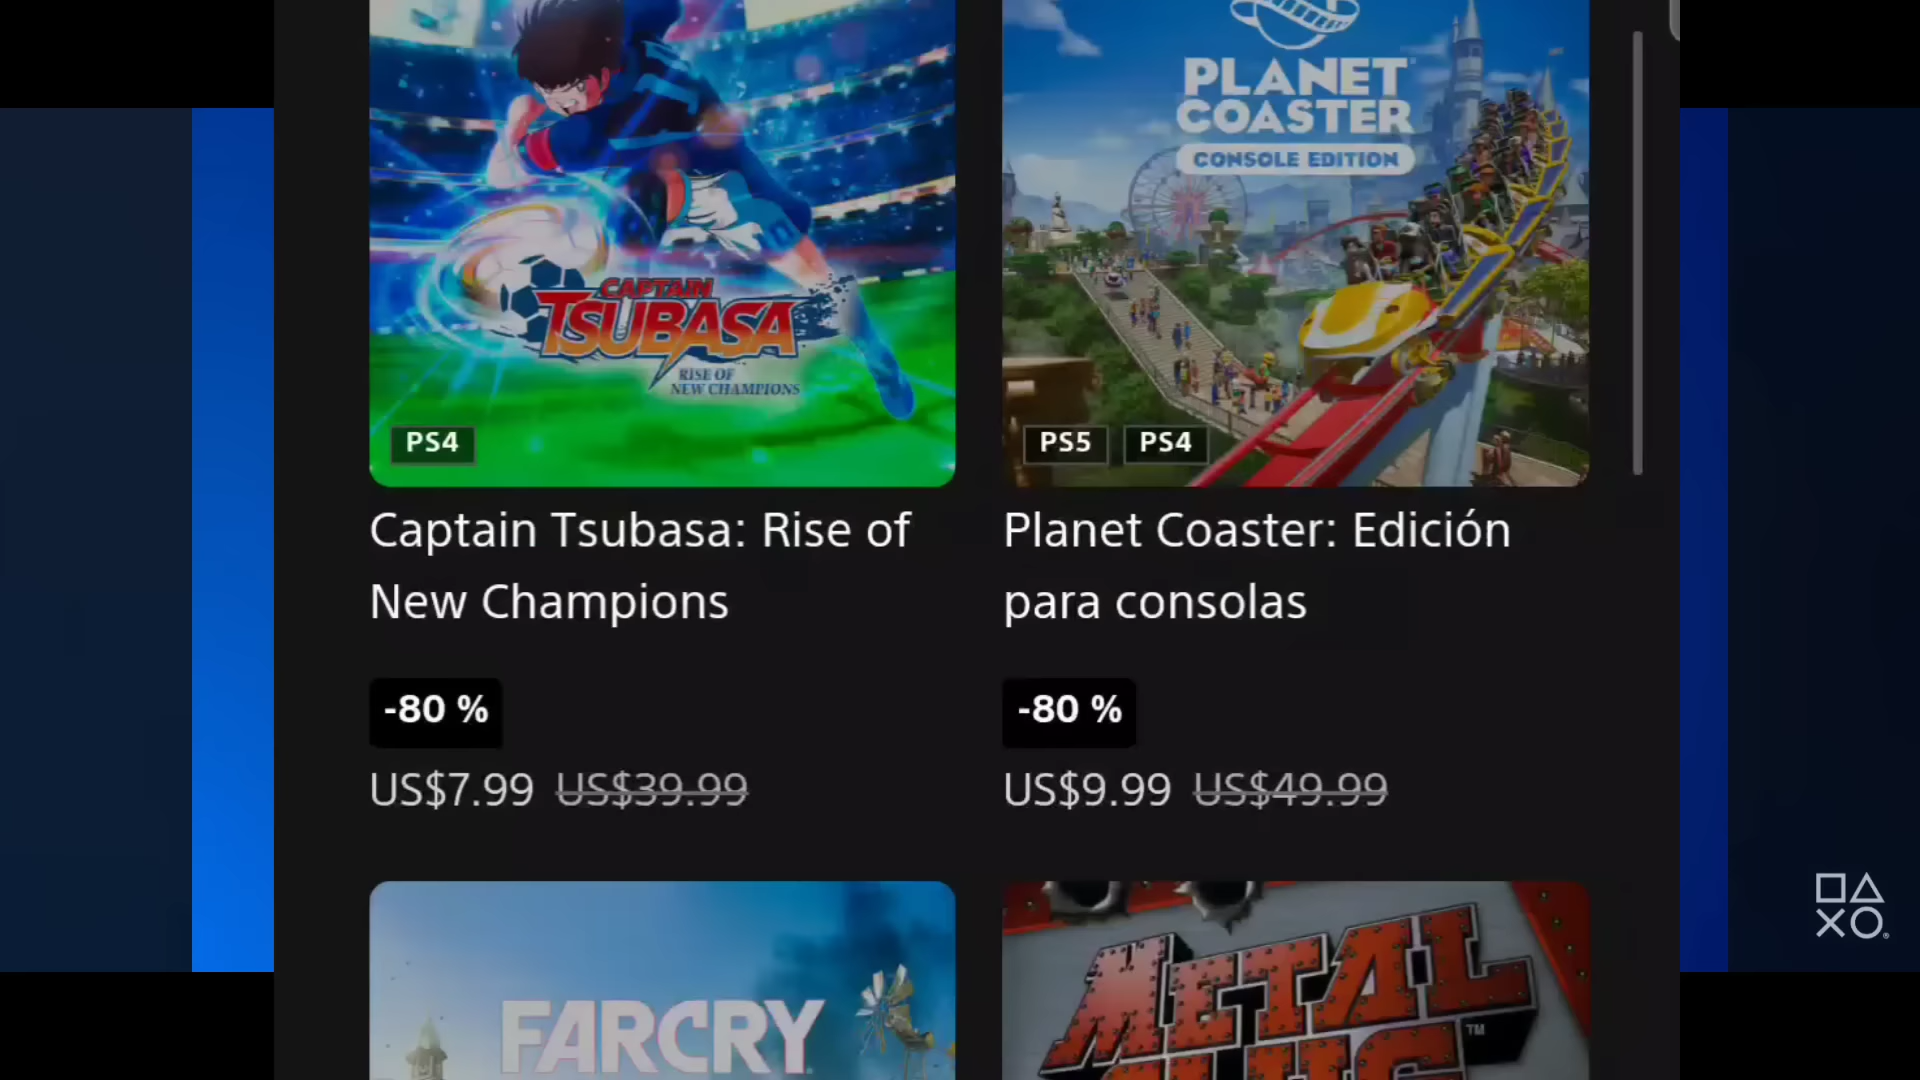 PLANET
COASTER
CONSOLE EDITION
CAPTAIN
TSUBASA
RISE OF
NEW CHAMPIONS
PS4
PS5 PS4
Captain Tsubasa: Rise of
New Champions
Planet Coaster: Edición
para consolas
-80 %
-80 %
US$7.99 US$39.99
US$9.99 US$49.99
FARCRY
METAL
SLUG
TM